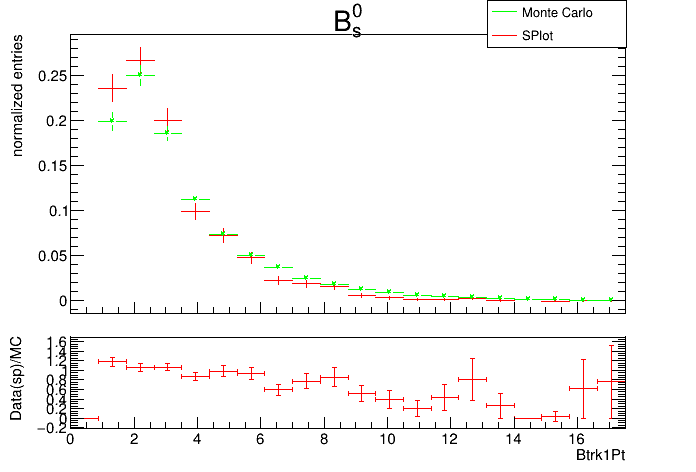 B⁰ₛ
Monte Carlo
SPlot
normalized entries
0.25
0.2
0.15
0.1
0.05
0
Data(sp)/MC
1.6
1.4
1.2
1
0.8
0.6
0.4
0.2
0
−0.2
0 2 4 6 8 10 12 14 16
Btrk1Pt